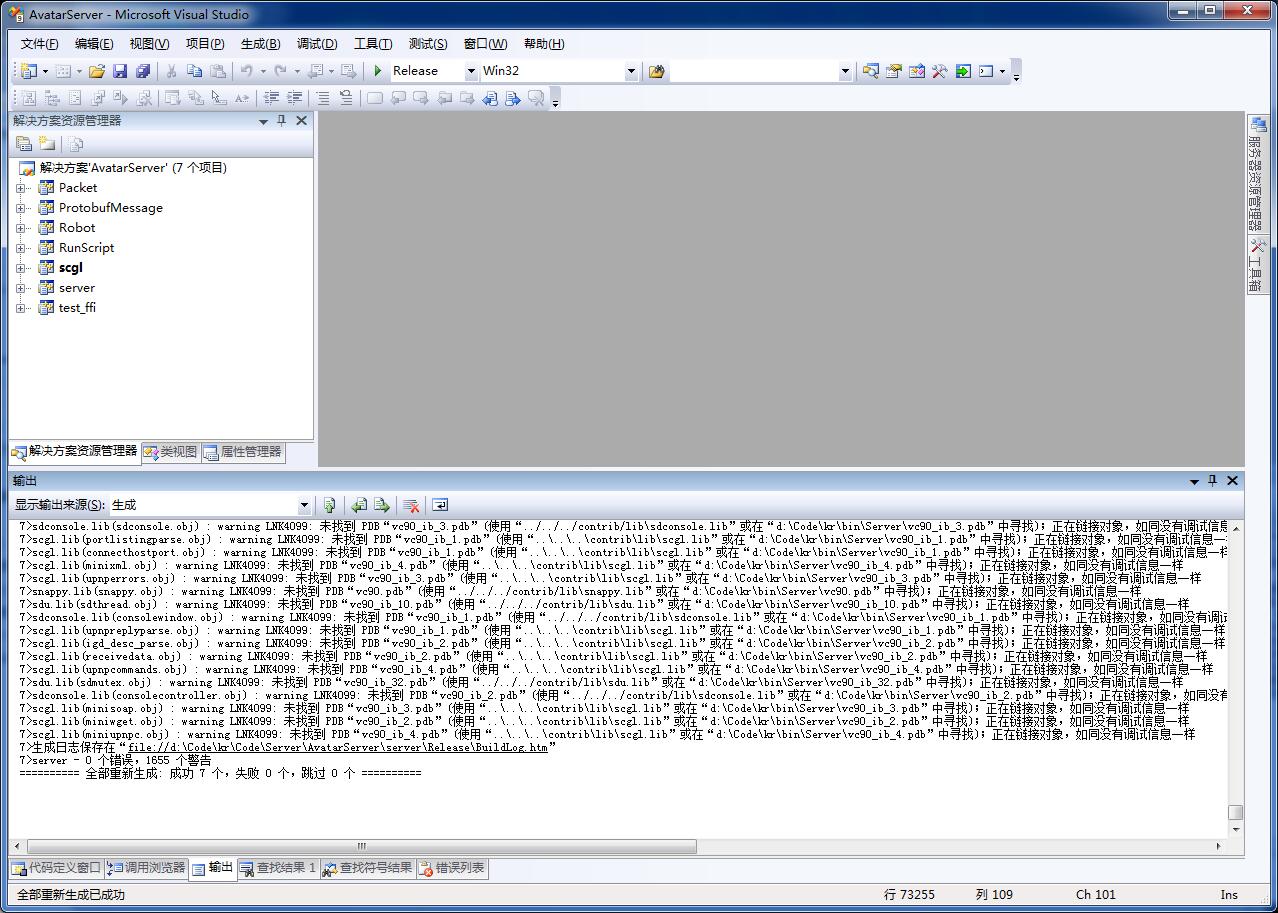 AvatarServer - Microsoft Visual Studio
文件(F) 编辑(E) 视图(V) 项目(P) 生成(B) 调试(D) 工具(T) 测试(S) 窗口(W) 帮助(H)
Release Win32
解决方案资源管理器
解决方案'AvatarServer' (7 个项目)
Packet
ProtobufMessage
Robot
RunScript
scgl
server
test_ffi
解决方案资源管理器 类视图 属性管理器
服务器资源管理器
工具箱
输出
显示输出来源(S): 生成
7>sdconsole.lib(sdconsole.obj) : warning LNK4099: 未找到 PDB“vc90_ib_3.pdb”(使用“../../../contrib/lib\sdconsole.lib”或在“d:\Code\kr\bin\Server\vc90_ib_3.pdb”中寻找)；正在链接对象，如同没有调试信息
7>scgl.lib(portlistingparse.obj) : warning LNK4099: 未找到 PDB“vc90_ib_1.pdb”(使用“..\..\..\contrib\lib\scgl.lib”或在“d:\Code\kr\bin\Server\vc90_ib_1.pdb”中寻找)；正在链接对象，如同没有调试信息一
7>scgl.lib(connecthostport.obj) : warning LNK4099: 未找到 PDB“vc90_ib_1.pdb”(使用“..\..\..\contrib\lib\scgl.lib”或在“d:\Code\kr\bin\Server\vc90_ib_1.pdb”中寻找)；正在链接对象，如同没有调试信息一样
7>scgl.lib(minixml.obj) : warning LNK4099: 未找到 PDB“vc90_ib_4.pdb”(使用“..\..\..\contrib\lib\scgl.lib”或在“d:\Code\kr\bin\Server\vc90_ib_4.pdb”中寻找)；正在链接对象，如同没有调试信息一样
7>scgl.lib(upnperrors.obj) : warning LNK4099: 未找到 PDB“vc90_ib_3.pdb”(使用“..\..\..\contrib\lib\scgl.lib”或在“d:\Code\kr\bin\Server\vc90_ib_3.pdb”中寻找)；正在链接对象，如同没有调试信息一样
7>snappy.lib(snappy.obj) : warning LNK4099: 未找到 PDB“vc90.pdb”(使用“../../../contrib/lib\snappy.lib”或在“d:\Code\kr\bin\Server\vc90.pdb”中寻找)；正在链接对象，如同没有调试信息一样
7>sdu.lib(sdthread.obj) : warning LNK4099: 未找到 PDB“vc90_ib_10.pdb”(使用“../../../contrib/lib\sdu.lib”或在“d:\Code\kr\bin\Server\vc90_ib_10.pdb”中寻找)；正在链接对象，如同没有调试信息一样
7>sdconsole.lib(consolewindow.obj) : warning LNK4099: 未找到 PDB“vc90_ib_1.pdb”(使用“../../../contrib/lib\sdconsole.lib”或在“d:\Code\kr\bin\Server\vc90_ib_1.pdb”中寻找)；正在链接对象，如同没有调试
7>scgl.lib(upnpreplyparse.obj) : warning LNK4099: 未找到 PDB“vc90_ib_1.pdb”(使用“..\..\..\contrib\lib\scgl.lib”或在“d:\Code\kr\bin\Server\vc90_ib_1.pdb”中寻找)；正在链接对象，如同没有调试信息一样
7>scgl.lib(igd_desc_parse.obj) : warning LNK4099: 未找到 PDB“vc90_ib_2.pdb”(使用“..\..\..\contrib\lib\scgl.lib”或在“d:\Code\kr\bin\Server\vc90_ib_2.pdb”中寻找)；正在链接对象，如同没有调试信息一样
7>scgl.lib(receivedata.obj) : warning LNK4099: 未找到 PDB“vc90_ib_2.pdb”(使用“..\..\..\contrib\lib\scgl.lib”或在“d:\Code\kr\bin\Server\vc90_ib_2.pdb”中寻找)；正在链接对象，如同没有调试信息一样
7>scgl.lib(upnpcommands.obj) : warning LNK4099: 未找到 PDB“vc90_ib_4.pdb”(使用“..\..\..\contrib\lib\scgl.lib”或在“d:\Code\kr\bin\Server\vc90_ib_4.pdb”中寻找)；正在链接对象，如同没有调试信息一样
7>sdu.lib(sdmutex.obj) : warning LNK4099: 未找到 PDB“vc90_ib_32.pdb”(使用“../../../contrib/lib\sdu.lib”或在“d:\Code\kr\bin\Server\vc90_ib_32.pdb”中寻找)；正在链接对象，如同没有调试信息一样
7>sdconsole.lib(consolecontroller.obj) : warning LNK4099: 未找到 PDB“vc90_ib_2.pdb”(使用“../../../contrib/lib\sdconsole.lib”或在“d:\Code\kr\bin\Server\vc90_ib_2.pdb”中寻找)；正在链接对象，如同没有
7>scgl.lib(minisoap.obj) : warning LNK4099: 未找到 PDB“vc90_ib_3.pdb”(使用“..\..\..\contrib\lib\scgl.lib”或在“d:\Code\kr\bin\Server\vc90_ib_3.pdb”中寻找)；正在链接对象，如同没有调试信息一样
7>scgl.lib(miniwget.obj) : warning LNK4099: 未找到 PDB“vc90_ib_2.pdb”(使用“..\..\..\contrib\lib\scgl.lib”或在“d:\Code\kr\bin\Server\vc90_ib_2.pdb”中寻找)；正在链接对象，如同没有调试信息一样
7>scgl.lib(miniupnpc.obj) : warning LNK4099: 未找到 PDB“vc90_ib_4.pdb”(使用“..\..\..\contrib\lib\scgl.lib”或在“d:\Code\kr\bin\Server\vc90_ib_4.pdb”中寻找)；正在链接对象，如同没有调试信息一样
7>生成日志保存在“file://d:\Code\kr\Code\Server\AvatarServer\server\Release\BuildLog.htm”
7>server - 0 个错误，1655 个警告
========== 全部重新生成: 成功 7 个，失败 0 个，跳过 0 个 ==========
代码定义窗口 调用浏览器 输出 查找结果 1 查找符号结果 错误列表
全部重新生成已成功 行 73255 列 109 Ch 101 Ins